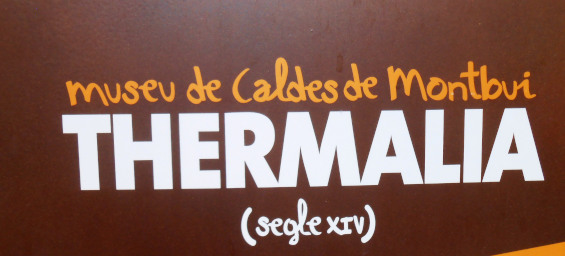 museu de Caldes de Montbui
THERMALIA
(segle XIV)